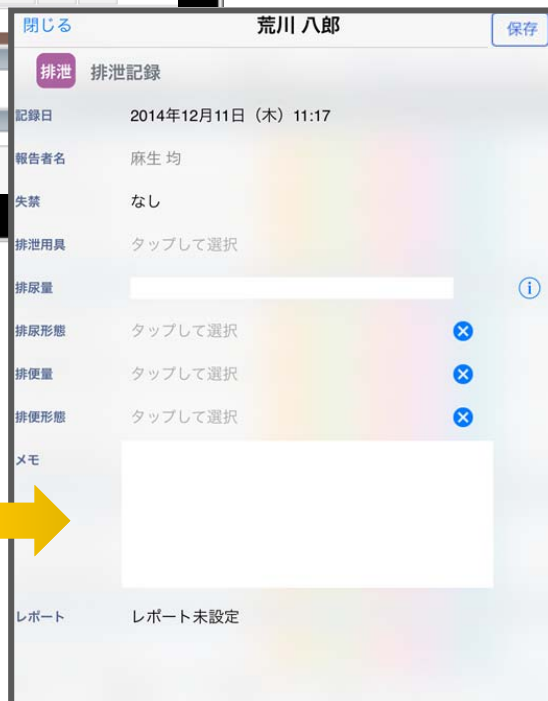 閉じる 荒川 八郎 保存
排泄 排泄記録
記録日 2014年12月11日（木）11:17
報告者名 麻生 均
失禁 なし
排泄用具 タップして選択
排尿量
排尿形態 タップして選択
排便量 タップして選択
排便形態 タップして選択
メモ
レポート レポート未設定